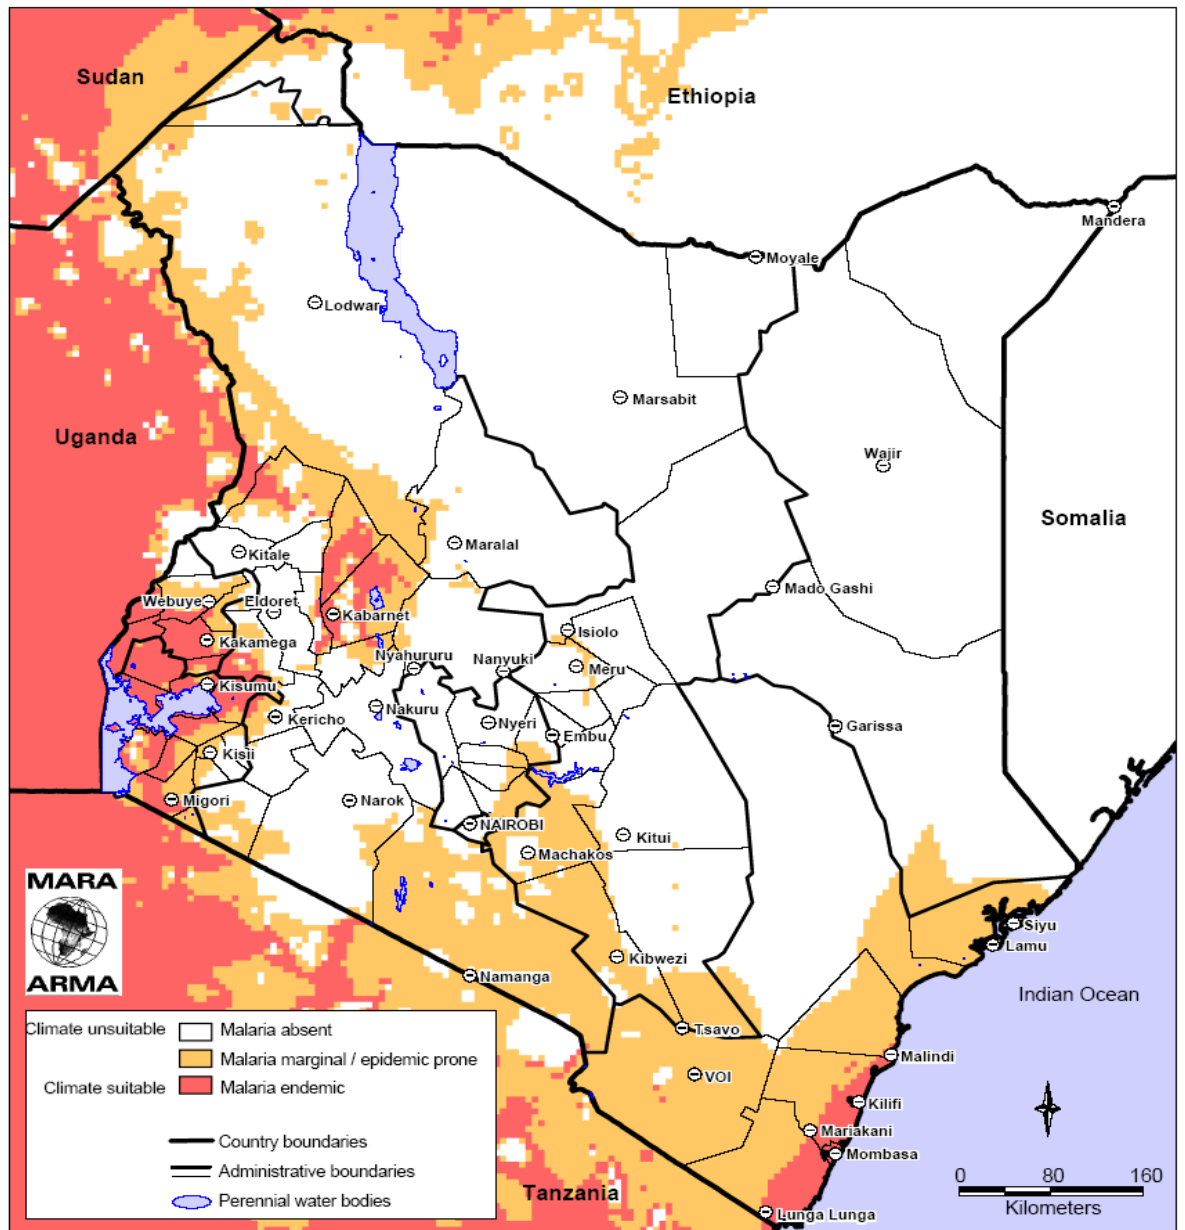 Sudan
Ethiopia
Mandera
Moyale
Lodwar
Marsabit
Uganda
Wajir
Somalia
Maralal
Kitale
Mado Gashi
Webuye
Eldoret
Kabarnet
Isiolo
Kakamega
Nyahururu
Nanyuki
Meru
Kisumu
Nakuru
Kericho
Nyeri
Embu
Garissa
Kisii
Migori
Narok
NAIROBI
Kitui
Machakos
MARA
ARMA
Siyu
Lamu
Kibwezi
Namanga
Indian Ocean
Tsavo
Malindi
VOI
Kilifi
Mariakani
Mombasa
Tanzania
Lunga Lunga
Climate unsuitable
Malaria absent
Malaria marginal / epidemic prone
Climate suitable
Malaria endemic
Country boundaries
Administrative boundaries
Perennial water bodies
0 80 160
Kilometers